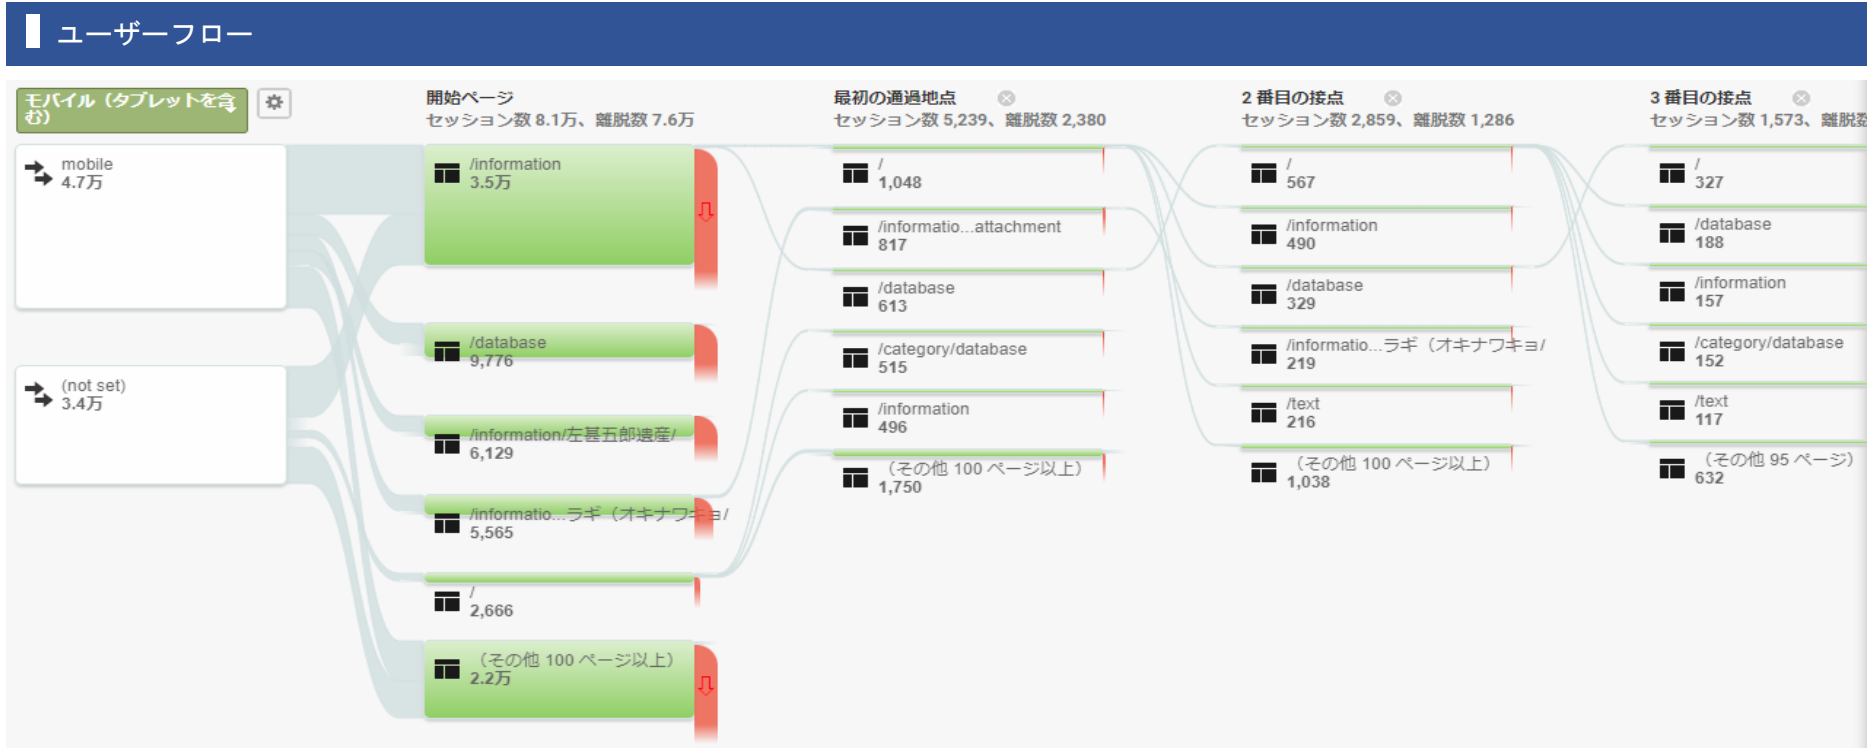 ユーザーフロー
モバイル（タブレットを含
む）
mobile
4.7万
(not set)
3.4万
開始ページ
セッション数 8.1万、離脱数 7.6万
/information
3.5万
/database
9,776
/information/左甚五郎遺産/
6,129
/informatio...ラギ（オキナワキョ/
5,565
/
2,666
（その他 100 ページ以上）
2.2万
最初の通過地点
セッション数 5,239、離脱数 2,380
/
1,048
/informatio...attachment
817
/database
613
/category/database
515
/information
496
（その他 100 ページ以上）
1,750
2 番目の接点
セッション数 2,859、離脱数 1,286
/
567
/information
490
/database
329
/informatio...ラギ（オキナワキョ/
219
/text
216
（その他 100 ページ以上）
1,038
3 番目の接点
セッション数 1,573、離脱数
/
327
/database
188
/information
157
/category/database
152
/text
117
（その他 95 ページ）
632